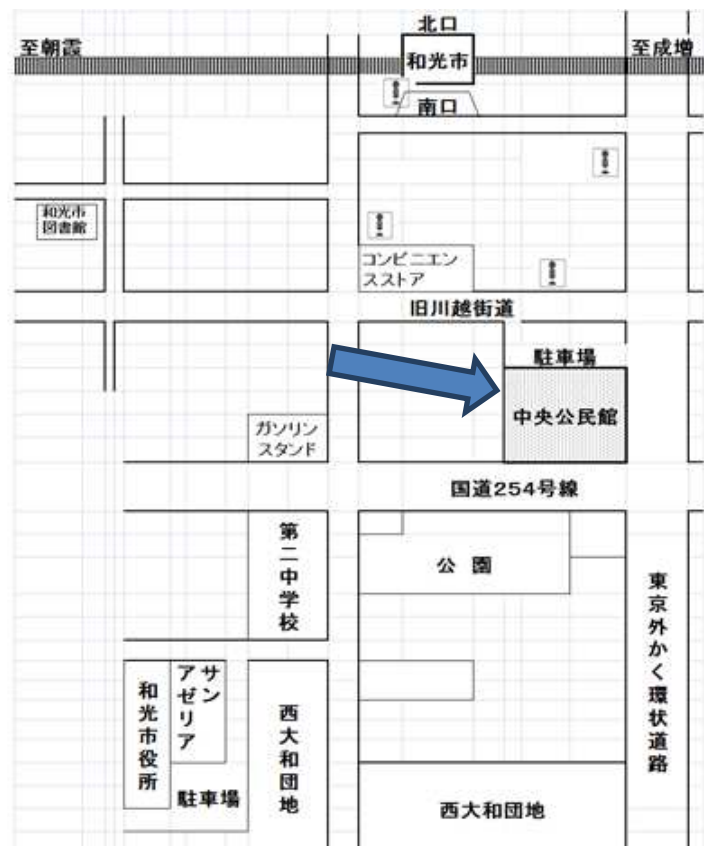 北口
至朝霞
和光市
至成増
南口
和光市
図書館
コンビニエン
スストア
旧川越街道
駐車場
中央公民館
ガソリン
スタンド
国道254号線
第二中学校
公園
東京外かく環状道路
サン
アゼリア
和光市役所
西大和団地
駐車場
西大和団地